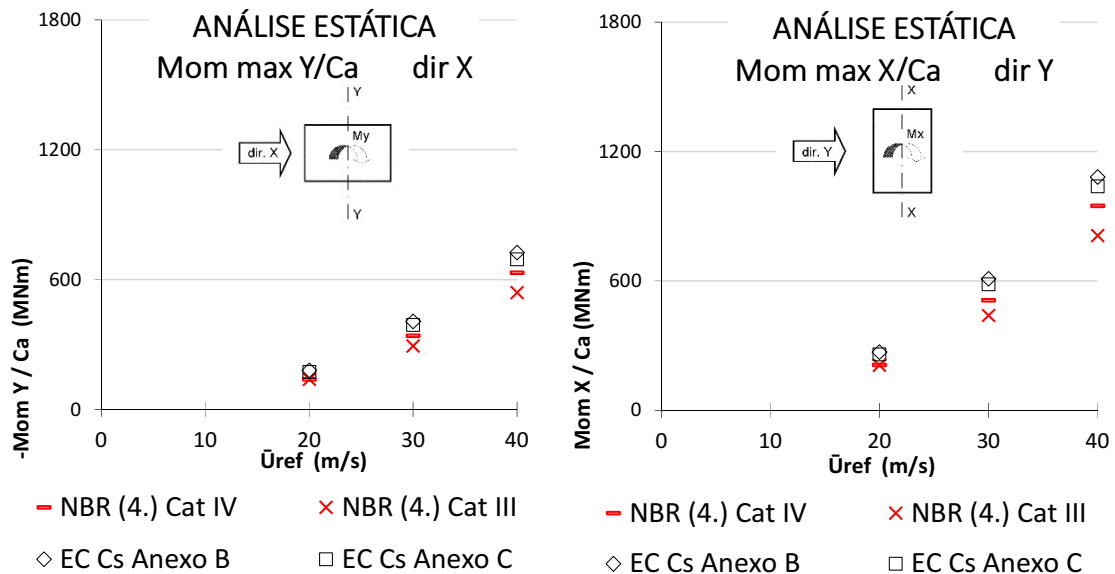 ANÁLISE ESTÁTICA
Mom max Y/Ca dir X
-Mom Y / Ca (MNm)
1800
1200
600
0
Y
My
dir. X
Y
0 10 20 30 40
Ūref (m/s)
NBR (4.) Cat IV NBR (4.) Cat III
EC Cs Anexo B EC Cs Anexo C
ANÁLISE ESTÁTICA
Mom max X/Ca dir Y
Mom X / Ca (MNm)
1800
1200
600
0
X
Mx
dir. Y
X
0 10 20 30 40
Ūref (m/s)
NBR (4.) Cat IV NBR (4.) Cat III
EC Cs Anexo B EC Cs Anexo C